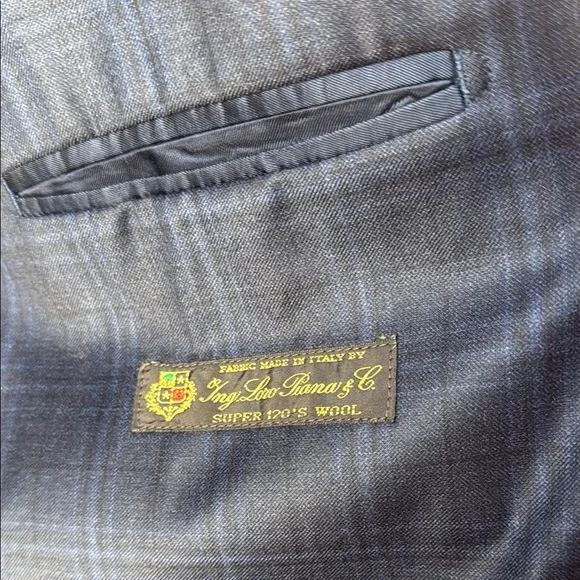 FABRIC MADE IN ITALY BY
Ing. Loro Piana & C.
SUPER 120'S WOOL